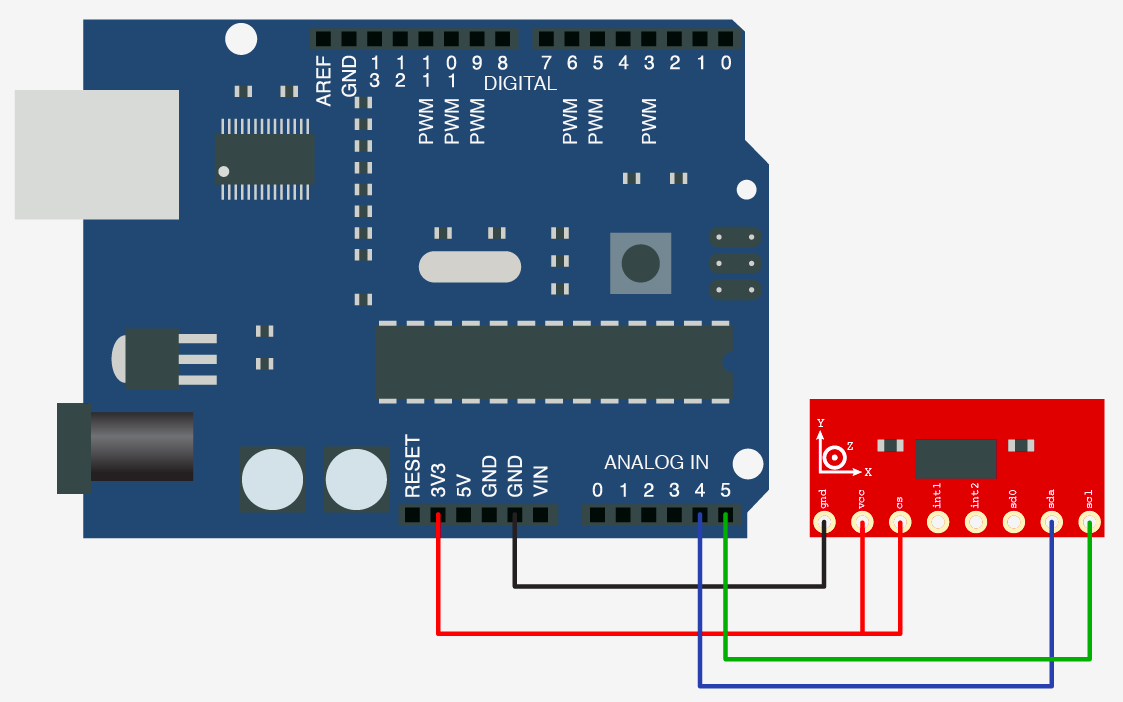 AREF
GND
13
12
11
01
9
8
7
6
5
4
3
2
1
0
DIGITAL
PWM
PWM
PWM
PWM
PWM
PWM
RESET
3V3
5V
GND
GND
VIN
ANALOG IN
0
1
2
3
4
5
Y
Z
X
gnd
vcc
cs
int1
int2
sd0
sda
scl